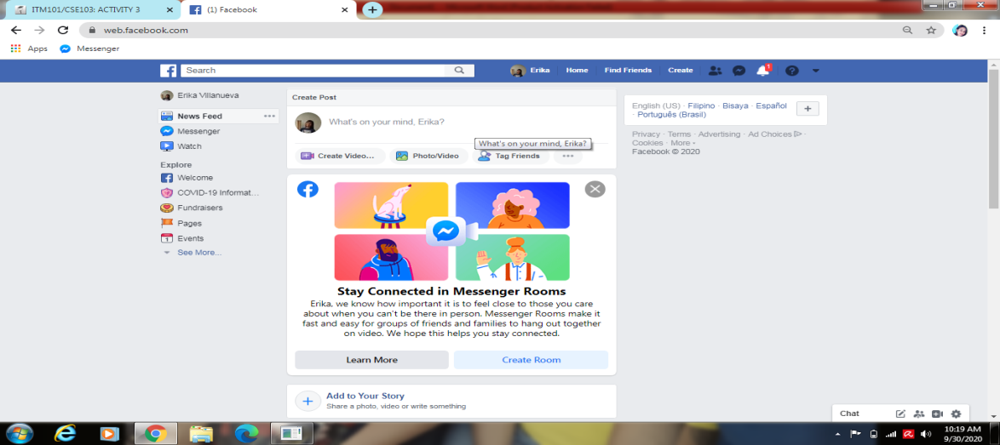 ITM101/CSE103: ACTIVITY 3
(1) Facebook
web.facebook.com
Apps
Messenger
Search
Erika
Home
Find Friends
Create
1
Erika Villanueva
News Feed
Messenger
Watch
Explore
Welcome
COVID-19 Informat...
Fundraisers
Pages
Events
See More...
Create Post
What's on your mind, Erika?
What's on your mind, Erika?
Create Video...
Photo/Video
Tag Friends
Stay Connected in Messenger Rooms
Erika, we know how important it is to feel close to those you care
about when you can't be there in person. Messenger Rooms make it
fast and easy for groups of friends and families to hang out together
on video. We hope this helps you stay connected.
Learn More
Create Room
Add to Your Story
Share a photo, video or write something
English (US) · Filipino · Bisaya · Español
· Português (Brasil)
Privacy · Terms · Advertising · Ad Choices ·
Cookies · More
Facebook © 2020
Chat
10:19 AM
9/30/2020